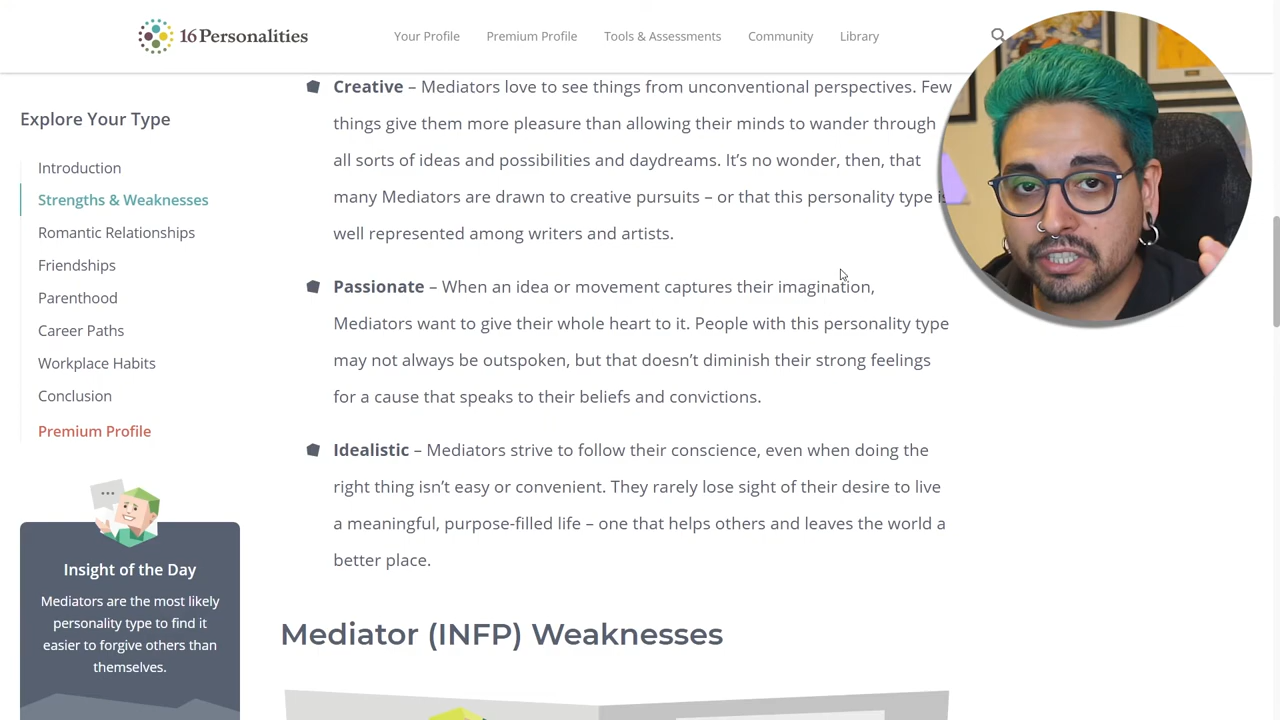 16Personalities
Your Profile
Premium Profile
Tools & Assessments
Community
Library
Explore Your Type
Introduction
Strengths & Weaknesses
Romantic Relationships
Friendships
Parenthood
Career Paths
Workplace Habits
Conclusion
Premium Profile
Insight of the Day
Mediators are the most likely
personality type to find it
easier to forgive others than
themselves.
Creative – Mediators love to see things from unconventional perspectives. Few
things give them more pleasure than allowing their minds to wander through
all sorts of ideas and possibilities and daydreams. It’s no wonder, then, that
many Mediators are drawn to creative pursuits – or that this personality type is
well represented among writers and artists.
Passionate – When an idea or movement captures their imagination,
Mediators want to give their whole heart to it. People with this personality type
may not always be outspoken, but that doesn’t diminish their strong feelings
for a cause that speaks to their beliefs and convictions.
Idealistic – Mediators strive to follow their conscience, even when doing the
right thing isn’t easy or convenient. They rarely lose sight of their desire to live
a meaningful, purpose-filled life – one that helps others and leaves the world a
better place.
Mediator (INFP) Weaknesses